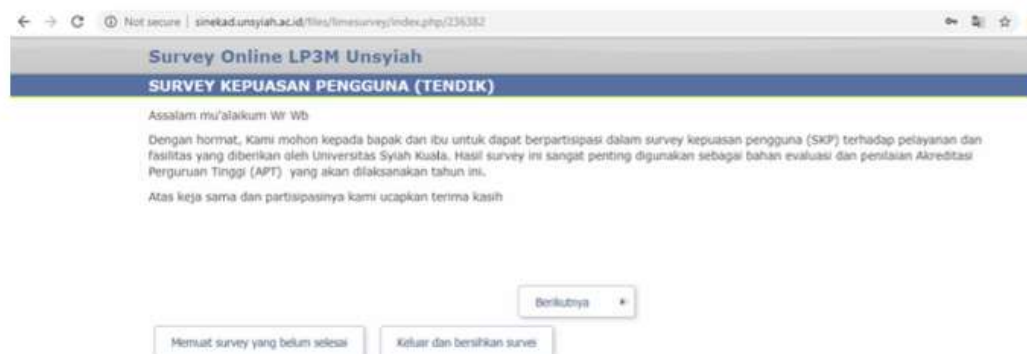 Not secure | sinekad.unsyiah.ac.id/files/limesurvey/index.php/236382
Survey Online LP3M Unsyiah
SURVEY KEPUASAN PENGGUNA (TENDIK)
Assalam mu'alaikum Wr Wb
Dengan hormat, Kami mohon kepada bapak dan ibu untuk dapat berpartisipasi dalam survey kepuasan pengguna (SKP) terhadap pelayanan dan
fasilitas yang diberikan oleh Universitas Syiah Kuala. Hasil survey ini sangat penting digunakan sebagai bahan evaluasi dan penilaian Akreditasi
Perguruan Tinggi (APT) yang akan dilaksanakan tahun ini.
Atas keja sama dan partisipasinya kami ucapkan terima kasih
Berikutnya
Memuat survey yang belum selesai Keluar dan bersihkan survei